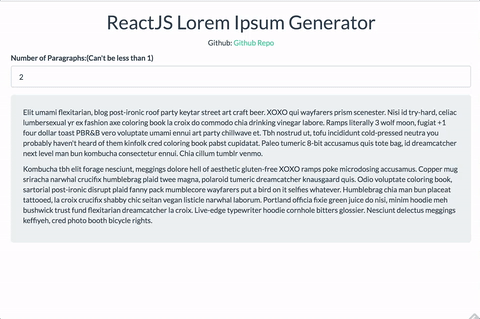 ReactJS Lorem Ipsum Generator
Github: Github Repo
Number of Paragraphs:(Can't be less than 1)
2
Elit umami flexitarian, blog post-ironic roof party keytar street art craft beer. XOXO qui wayfarers prism scenester. Nisi id try-hard, celiac
lumbersexual yr ex fashion axe coloring book la croix do commodo chia drinking vinegar labore. Ramps literally 3 wolf moon, fugiat +1
four dollar toast PBR&B vero voluptate umami ennui art party chillwave et. Tbh nostrud ut, tofu incididunt cold-pressed neutra you
probably haven't heard of them kinfolk cred coloring book pabst cupidatat. Paleo tumeric 8-bit accusamus quis tote bag, id dreamcatcher
next level man bun kombucha consectetur ennui. Chia cillum tumblr venmo.
Kombucha tbh elit forage nesciunt, meggings dolore hell of aesthetic gluten-free XOXO ramps poke microdosing accusamus. Copper mug
sriracha narwhal crucifix humblebrag plaid twee magna, polaroid tumeric dreamcatcher knausgaard quis. Odio voluptate coloring book,
sartorial post-ironic disrupt plaid fanny pack mumblecore wayfarers put a bird on it selfies whatever. Humblebrag chia man bun placeat
tattooed, la croix crucifix shabby chic seitan vegan listicle narwhal laborum. Portland officia fixie green juice do nisi, minim hoodie meh
bushwick trust fund flexitarian dreamcatcher la croix. Live-edge typewriter hoodie cornhole bitters glossier. Nesciunt delectus meggings
keffiyeh, cred photo booth bicycle rights.